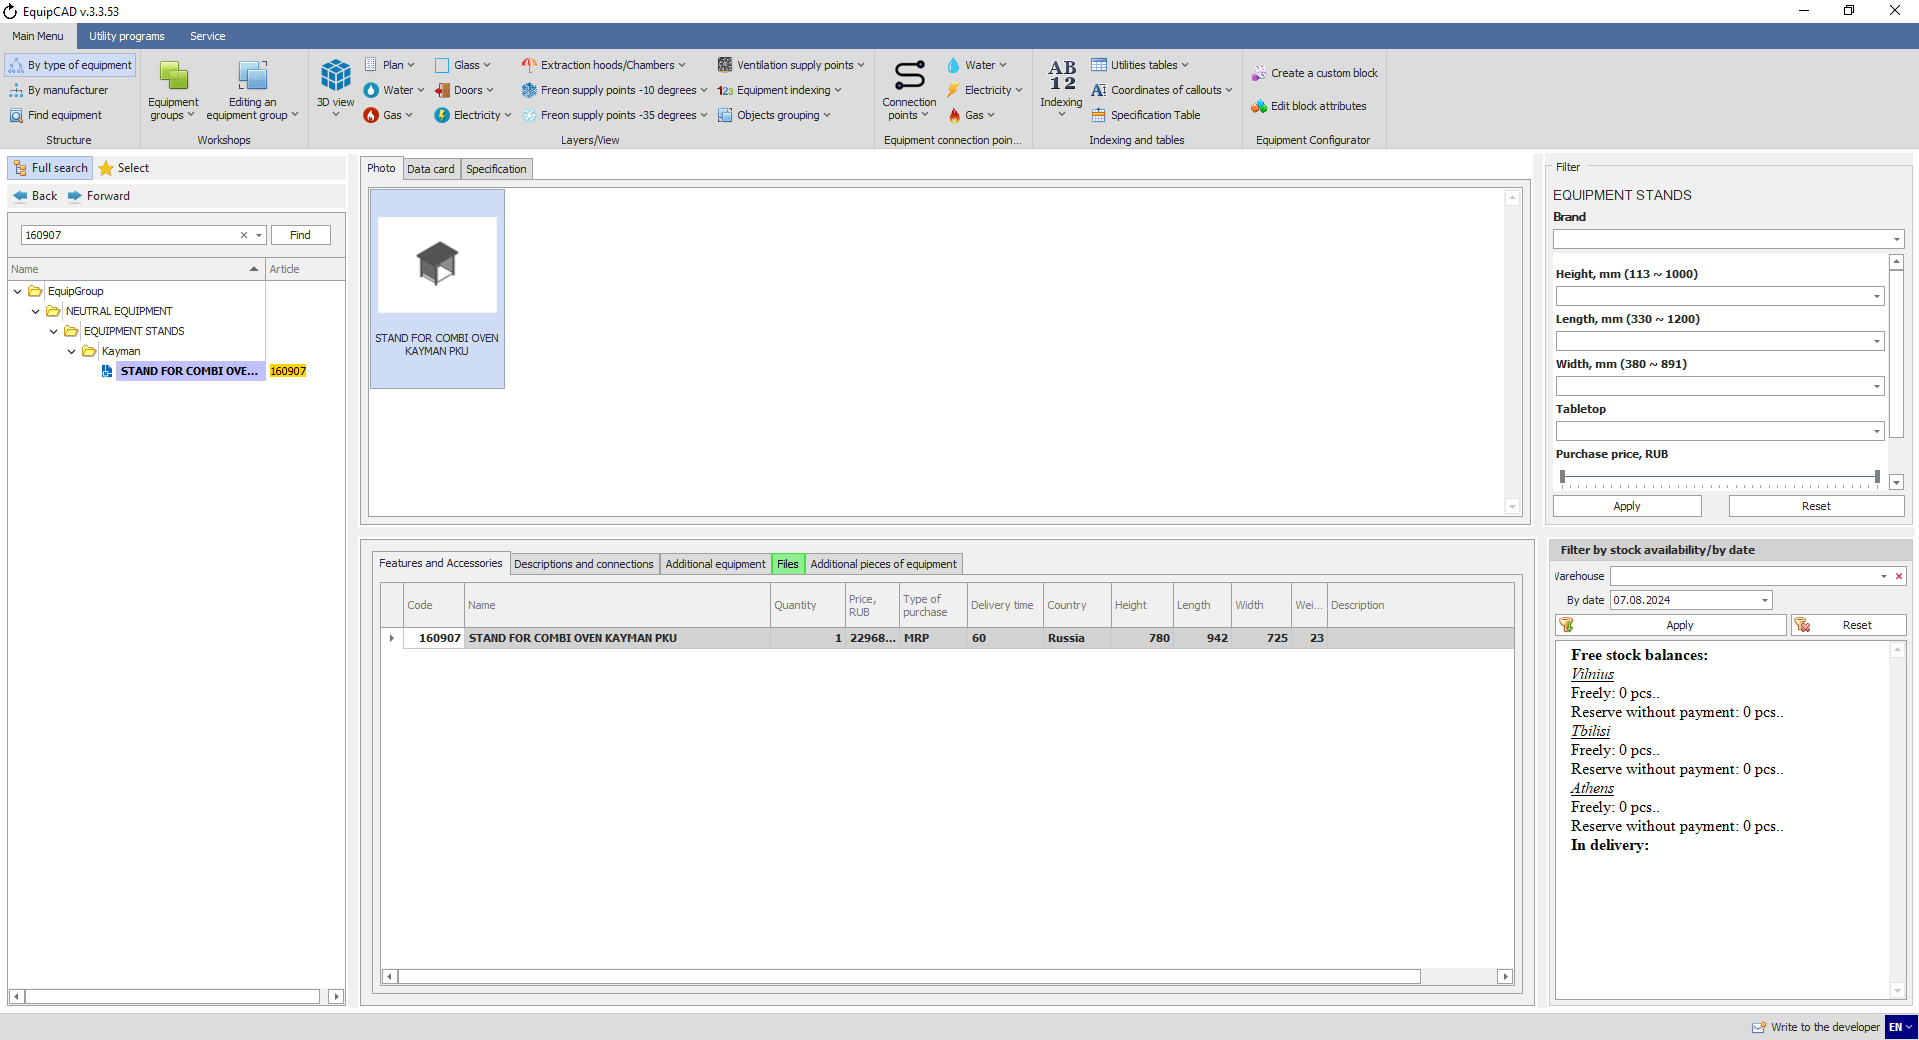 EquipCAD v.3.3.53
Main Menu
Utility programs
Service
By type of equipment
By manufacturer
Find equipment
Structure
Equipment
groups
Editing an
equipment group
Workshops
3D view
Plan
Water
Gas
Glass
Doors
Electricity
Extraction hoods/Chambers
Freon supply points -10 degrees
Freon supply points -35 degrees
Ventilation supply points
Equipment indexing
Objects grouping
Layers/View
Connection
points
Water
Electricity
Gas
Equipment connection poin...
AB
12
Indexing
Utilities tables
Coordinates of callouts
Specification Table
Indexing and tables
Create a custom block
Edit block attributes
Equipment Configurator
Full search
Select
Back
Forward
160907
Find
Name
Article
EquipGroup
NEUTRAL EQUIPMENT
EQUIPMENT STANDS
Kayman
STAND FOR COMBI OVE...
160907
Photo
Data card
Specification
STAND FOR COMBI OVEN
KAYMAN PKU
Filter
EQUIPMENT STANDS
Brand
Height, mm (113 ~ 1000)
Length, mm (330 ~ 1200)
Width, mm (380 ~ 891)
Tabletop
Purchase price, RUB
Apply
Reset
Features and Accessories
Descriptions and connections
Additional equipment
Files
Additional pieces of equipment
Code
Name
Quantity
Price,
RUB
Type of
purchase
Delivery time
Country
Height
Length
Width
Wei...
Description
160907
STAND FOR COMBI OVEN KAYMAN PKU
1
22968...
MRP
60
Russia
780
942
725
23
Filter by stock availability/by date
Varehouse
By date
07.08.2024
Apply
Reset
Free stock balances:
Vilnius
Freely: 0 pcs..
Reserve without payment: 0 pcs..
Tbilisi
Freely: 0 pcs..
Reserve without payment: 0 pcs..
Athens
Freely: 0 pcs..
Reserve without payment: 0 pcs..
In delivery:
Write to the developer
EN